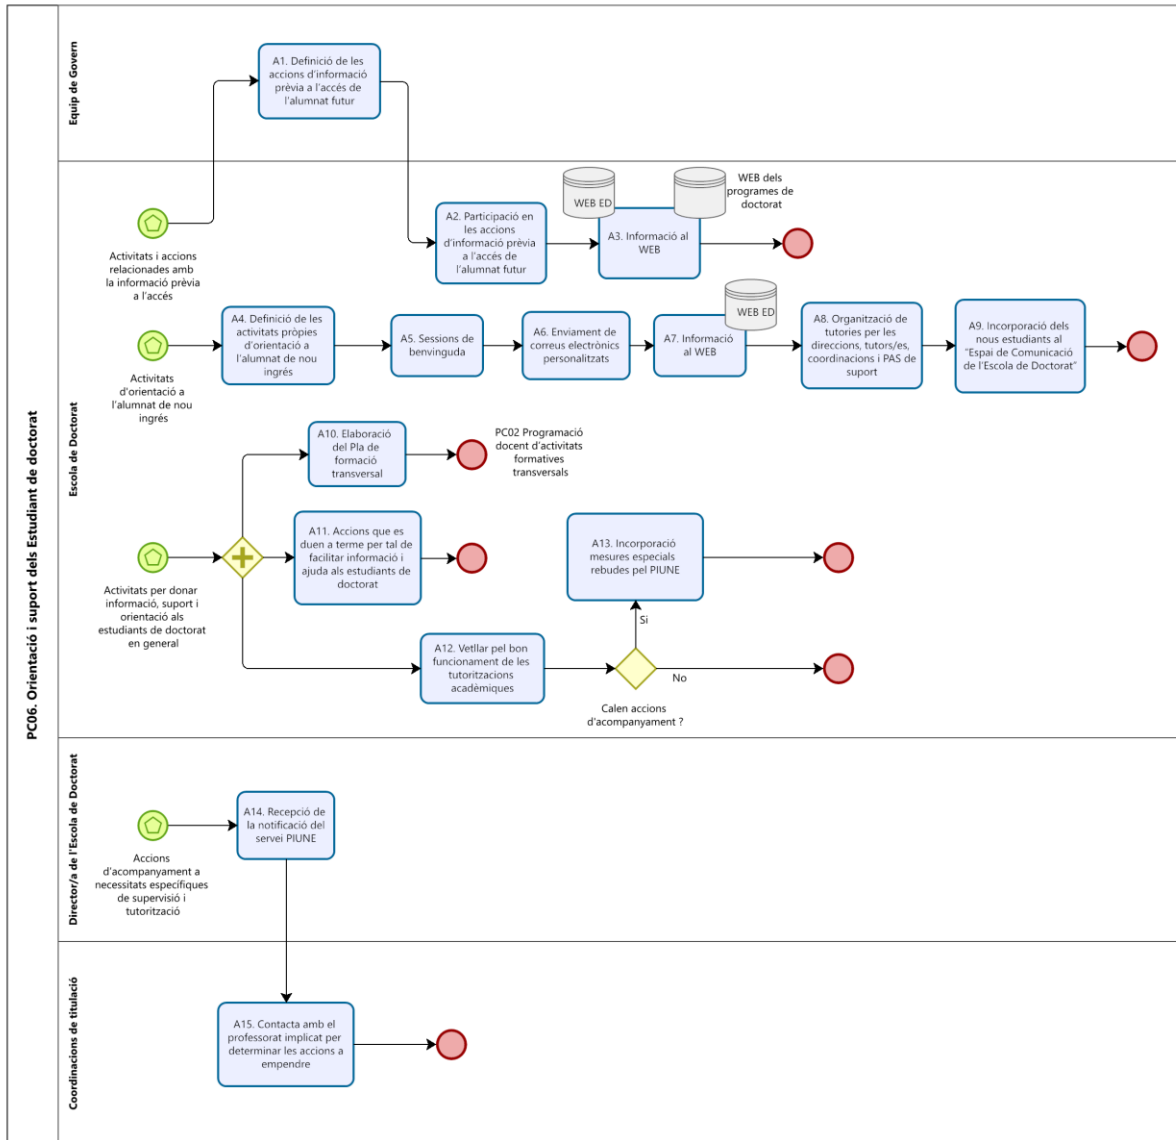 PC06. Orientació i suport dels Estudiant de doctorat
Equip de Govern
A1. Definició de les
accions d'informació
prèvia a l'accés de
l'alumnat futur
Escola de Doctorat
Activitats i accions
relacionades amb
la informació prèvia
a l'accés
A2. Participació en
les accions
d'informació prèvia
a l'accés de
l'alumnat futur
WEB ED
A3. Informació al
WEB
WEB dels
programes de
doctorat
Activitats
d'orientació a
l'alumnat de nou
ingrés
A4. Definició de les
activitats pròpies
d'orientació a
l'alumnat de nou
ingrés
A5. Sessions de
benvinguda
A6. Enviament de
correus electrònics
personalitzats
A7. Informació
al WEB
WEB ED
A8. Organització de
tutories per les
direccions, tutors/es,
coordinacions i PAS de
suport
A9. Incorporació dels
nous estudiants al
"Espai de Comunicació
de l'Escola de Doctorat"
A10. Elaboració
del Pla de
formació
transversal
PC02 Programació
docent d'activitats
formatives
transversals
Activitats per donar
informació, suport i
orientació als
estudiants de doctorat
en general
A11. Accions que es
duen a terme per tal de
facilitar informació i
ajuda als estudiants de
doctorat
A13. Incorporació
mesures especials
rebudes pel PIUNE
Si
A12. Vetllar pel bon
funcionament de les
tutoritzacions
acadèmiques
No
Calen accions
d'acompanyament ?
Director/a de l'Escola de Doctorat
Accions
d'acompanyament a
necessitats específiques
de supervisió i
tutorització
A14. Recepció de
la notificació del
servei PIUNE
Coordinacions de titulació
A15. Contacta amb el
professorat implicat per
determinar les accions a
empendre